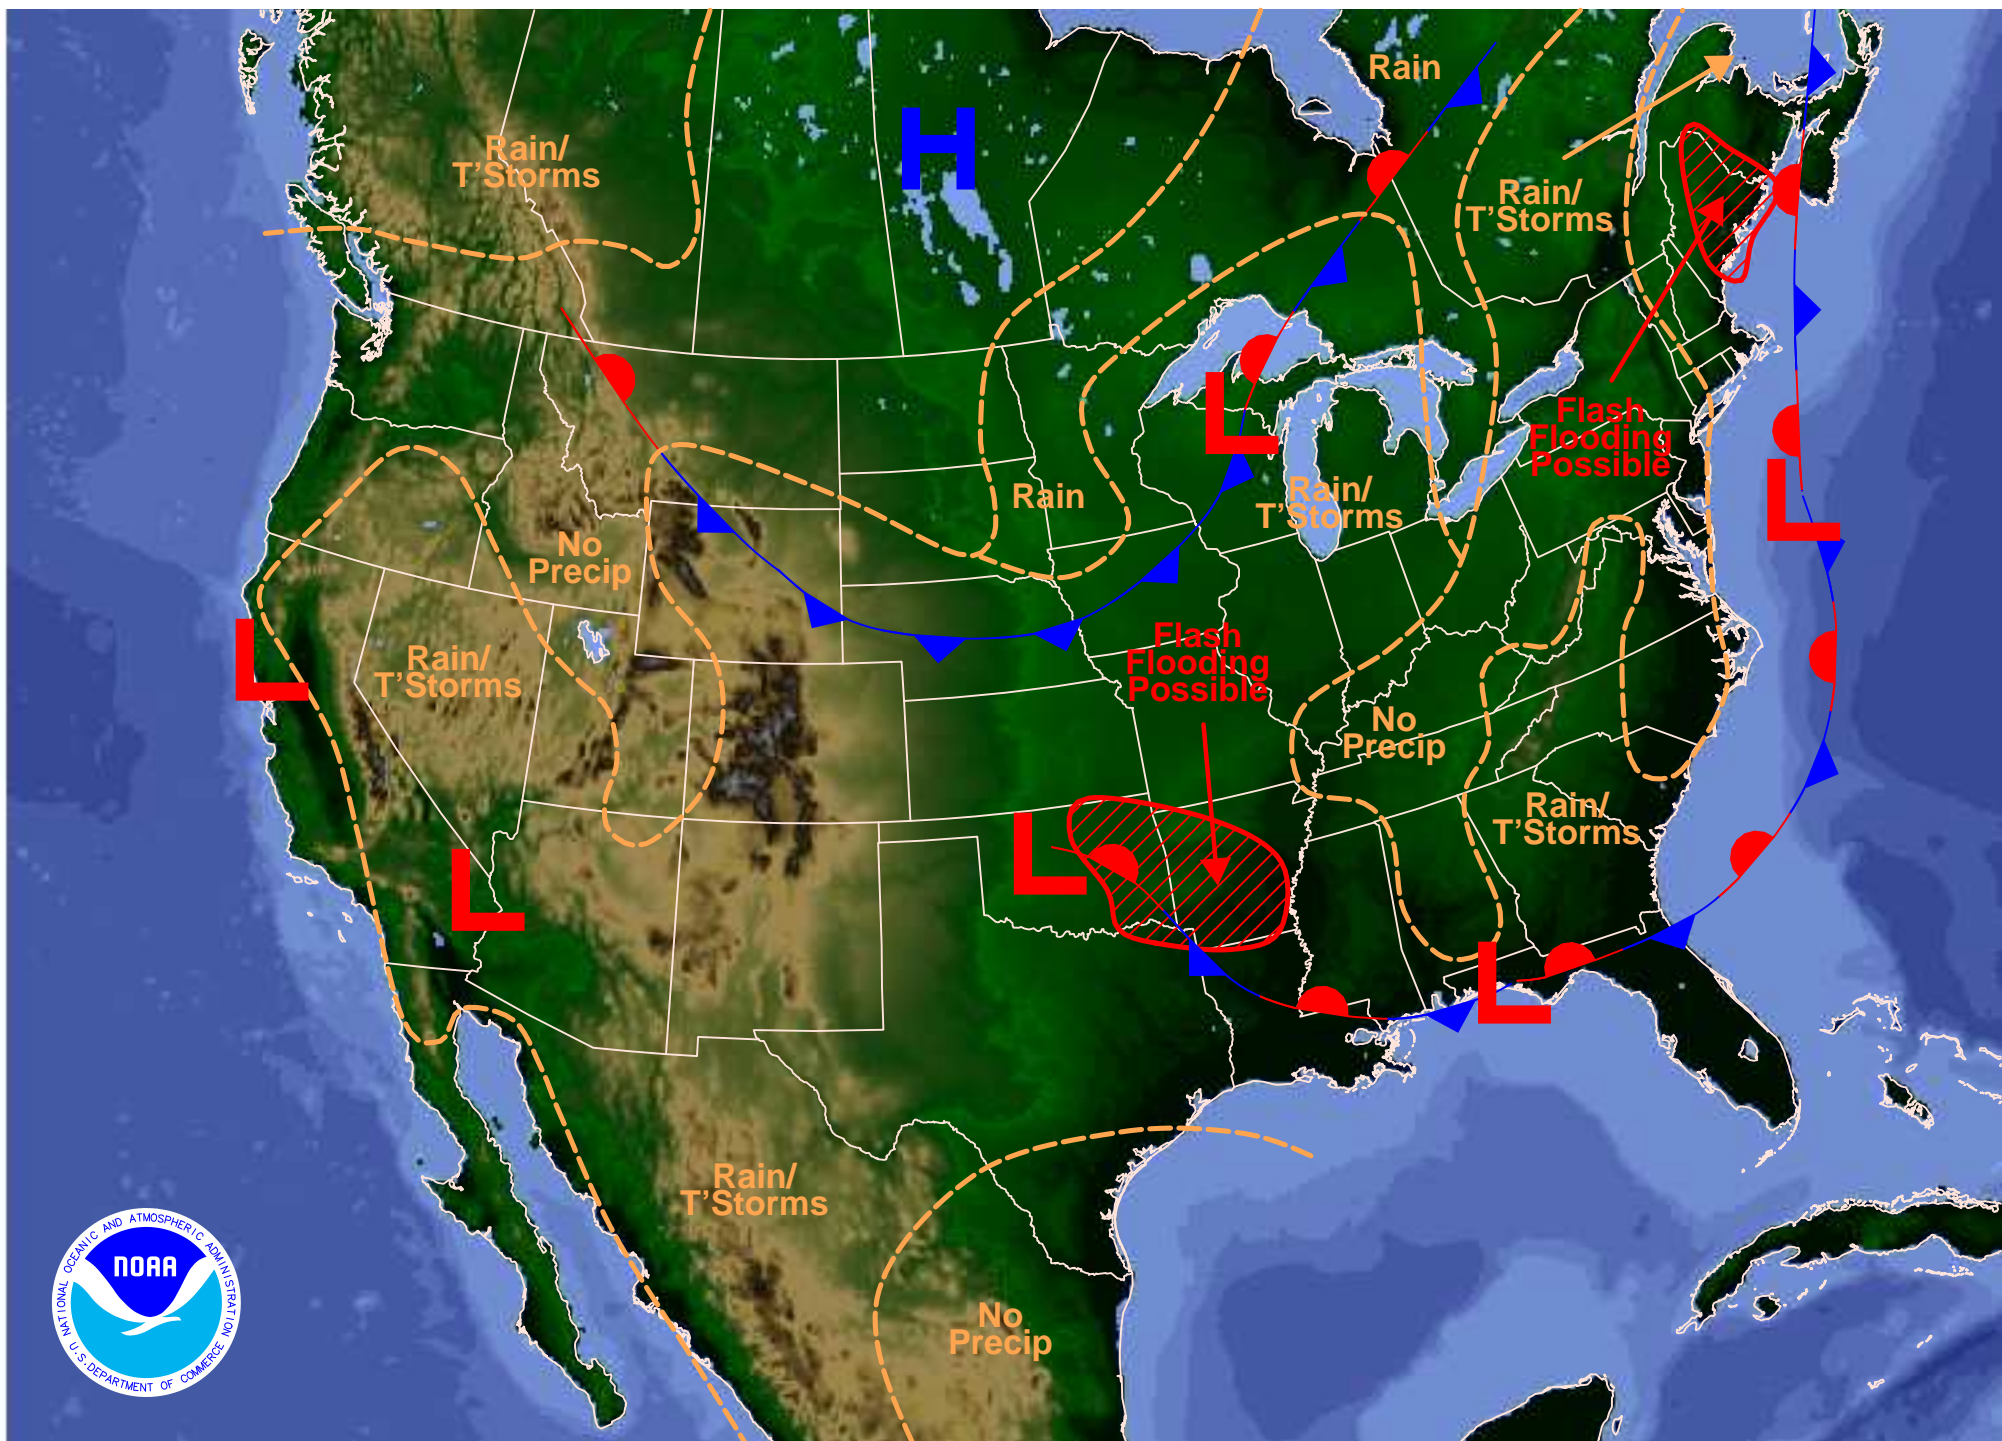 Rain
Rain/
T'Storms
H
Rain/
T'Storms
Flash
Flooding
Possible
L
Rain
Rain/
T'Storms
L
No
Precip
L
Rain/
T'Storms
Flash
Flooding
Possible
No
Precip
L
Rain/
T'Storms
L
L
Rain/
T'Storms
No
Precip
NATIONAL OCEANIC AND ATMOSPHERIC ADMINISTRATION
NOAA
U.S. DEPARTMENT OF COMMERCE